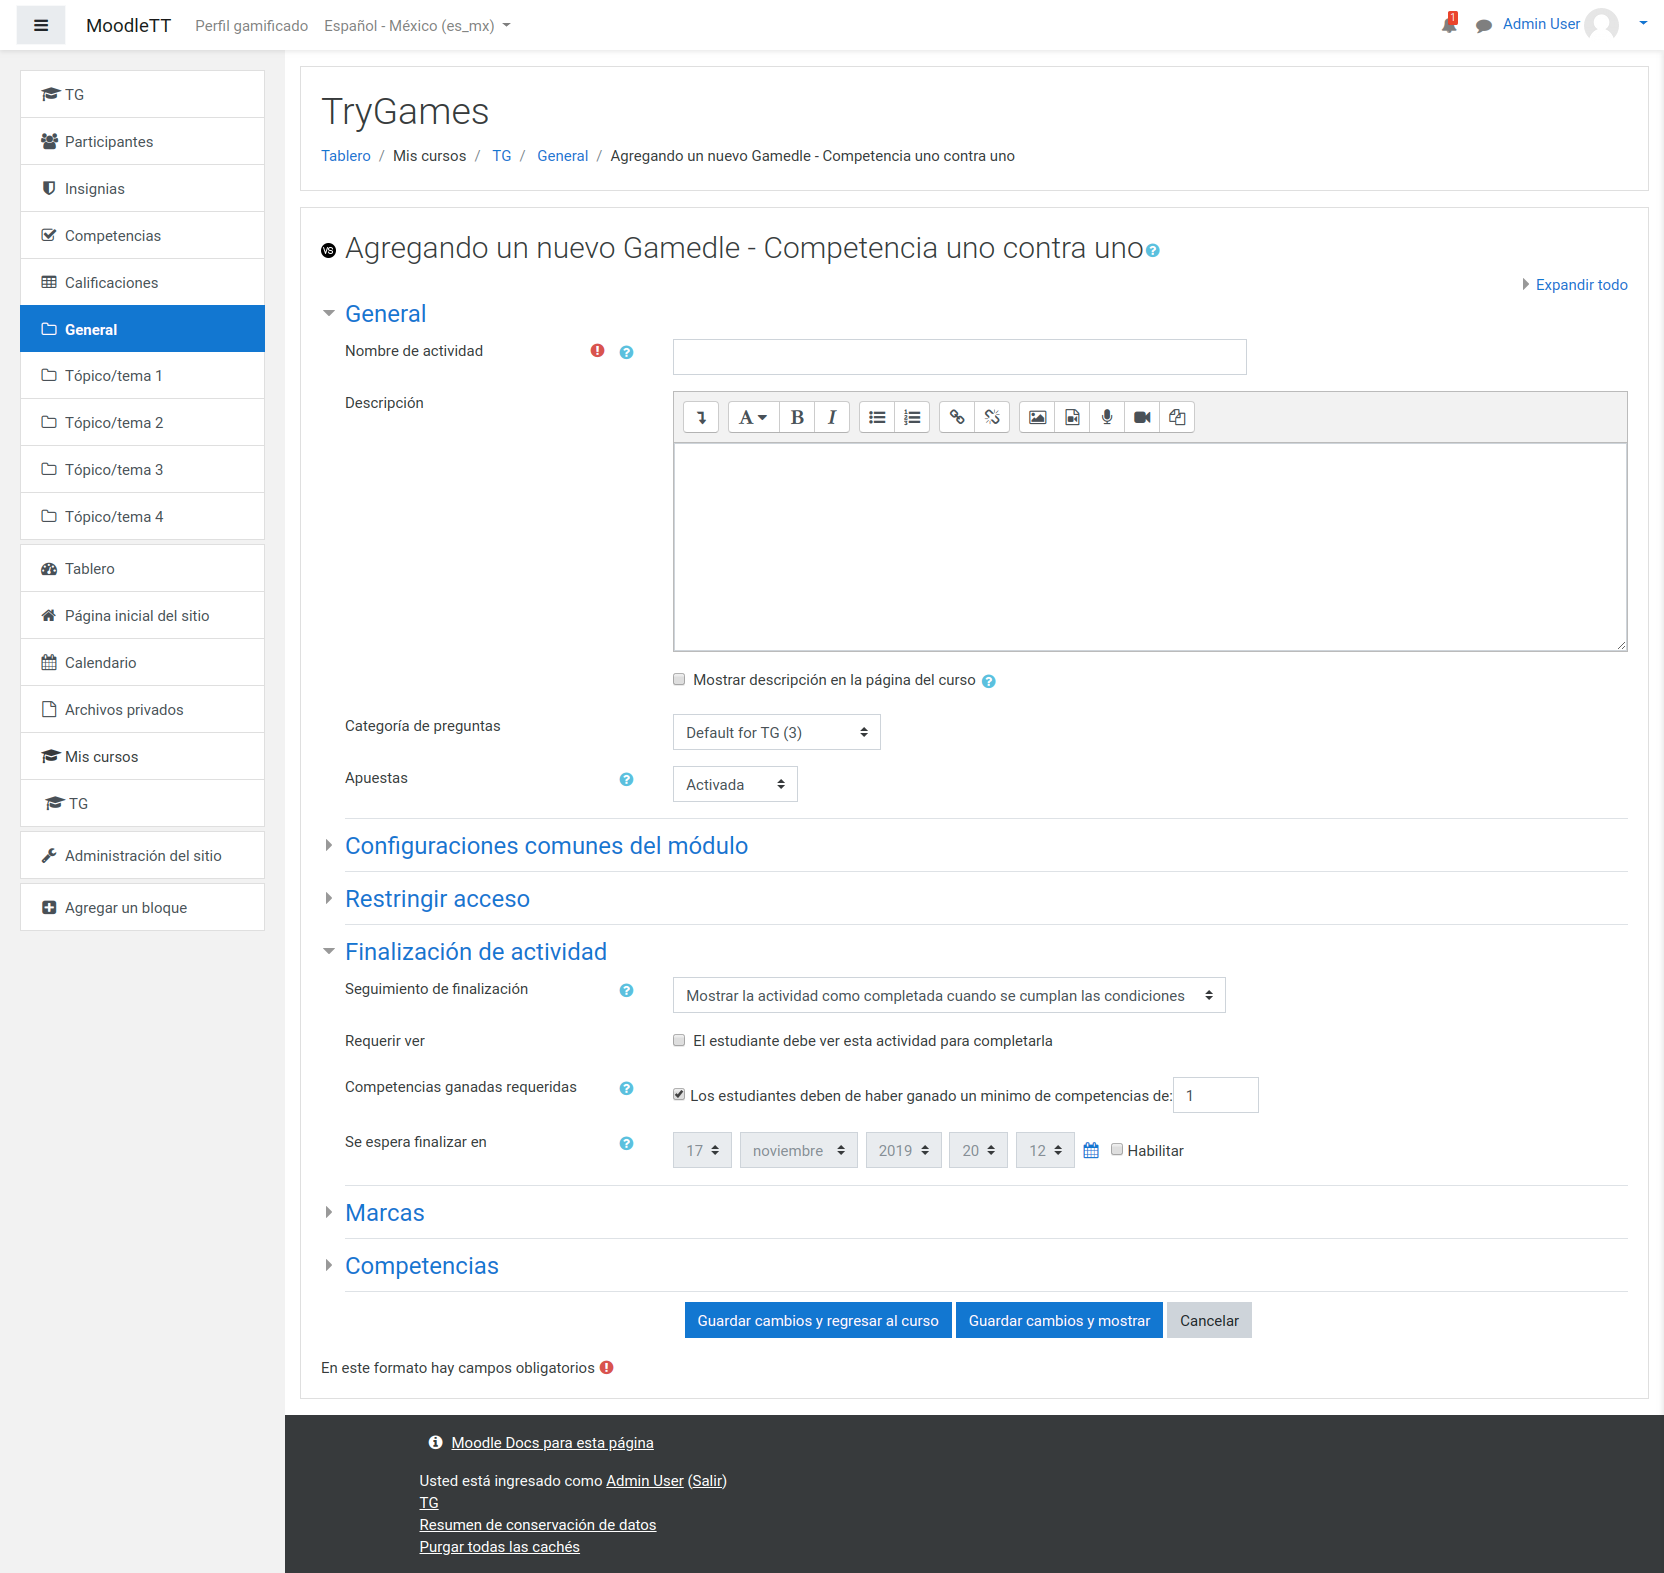 MoodleTT Perfil gamificado Español - México (es_mx) 1 Admin User
TG
Participantes
Insignias
Competencias
Calificaciones
General
Tópico/tema 1
Tópico/tema 2
Tópico/tema 3
Tópico/tema 4
Tablero
Página inicial del sitio
Calendario
Archivos privados
Mis cursos
TG
Administración del sitio
Agregar un bloque
TryGames
Tablero / Mis cursos / TG / General / Agregando un nuevo Gamedle - Competencia uno contra uno
VS Agregando un nuevo Gamedle - Competencia uno contra uno
Expandir todo
General
Nombre de actividad
Descripción
A B I
Mostrar descripción en la página del curso
Categoría de preguntas Default for TG (3)
Apuestas Activada
Configuraciones comunes del módulo
Restringir acceso
Finalización de actividad
Seguimiento de finalización Mostrar la actividad como completada cuando se cumplan las condiciones
Requerir ver El estudiante debe ver esta actividad para completarla
Competencias ganadas requeridas Los estudiantes deben de haber ganado un minimo de competencias de: 1
Se espera finalizar en 17 noviembre 2019 20 12 Habilitar
Marcas
Competencias
Guardar cambios y regresar al curso Guardar cambios y mostrar Cancelar
En este formato hay campos obligatorios
Moodle Docs para esta página
Usted está ingresado como Admin User (Salir)
TG
Resumen de conservación de datos
Purgar todas las cachés